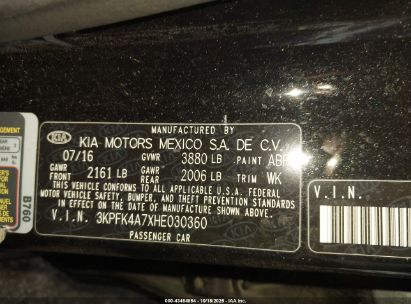 MANUFACTURED BY
KIA KIA MOTORS MEXICO S.A. DE C.V.
07/16 GVWR 3880 LB PAINT ABP
GAWR FRONT 2161 LB GAWR REAR 2006 LB TRIM WK
THIS VEHICLE CONFORMS TO ALL APPLICABLE U.S.A. FEDERAL
MOTOR VEHICLE SAFETY, BUMPER, AND THEFT PREVENTION STANDARDS
IN EFFECT ON THE DATE OF MANUFACTURE SHOWN ABOVE.
V.I.N. 3KPFK4A7XHE030360
PASSENGER CAR
V.I.N.
B760